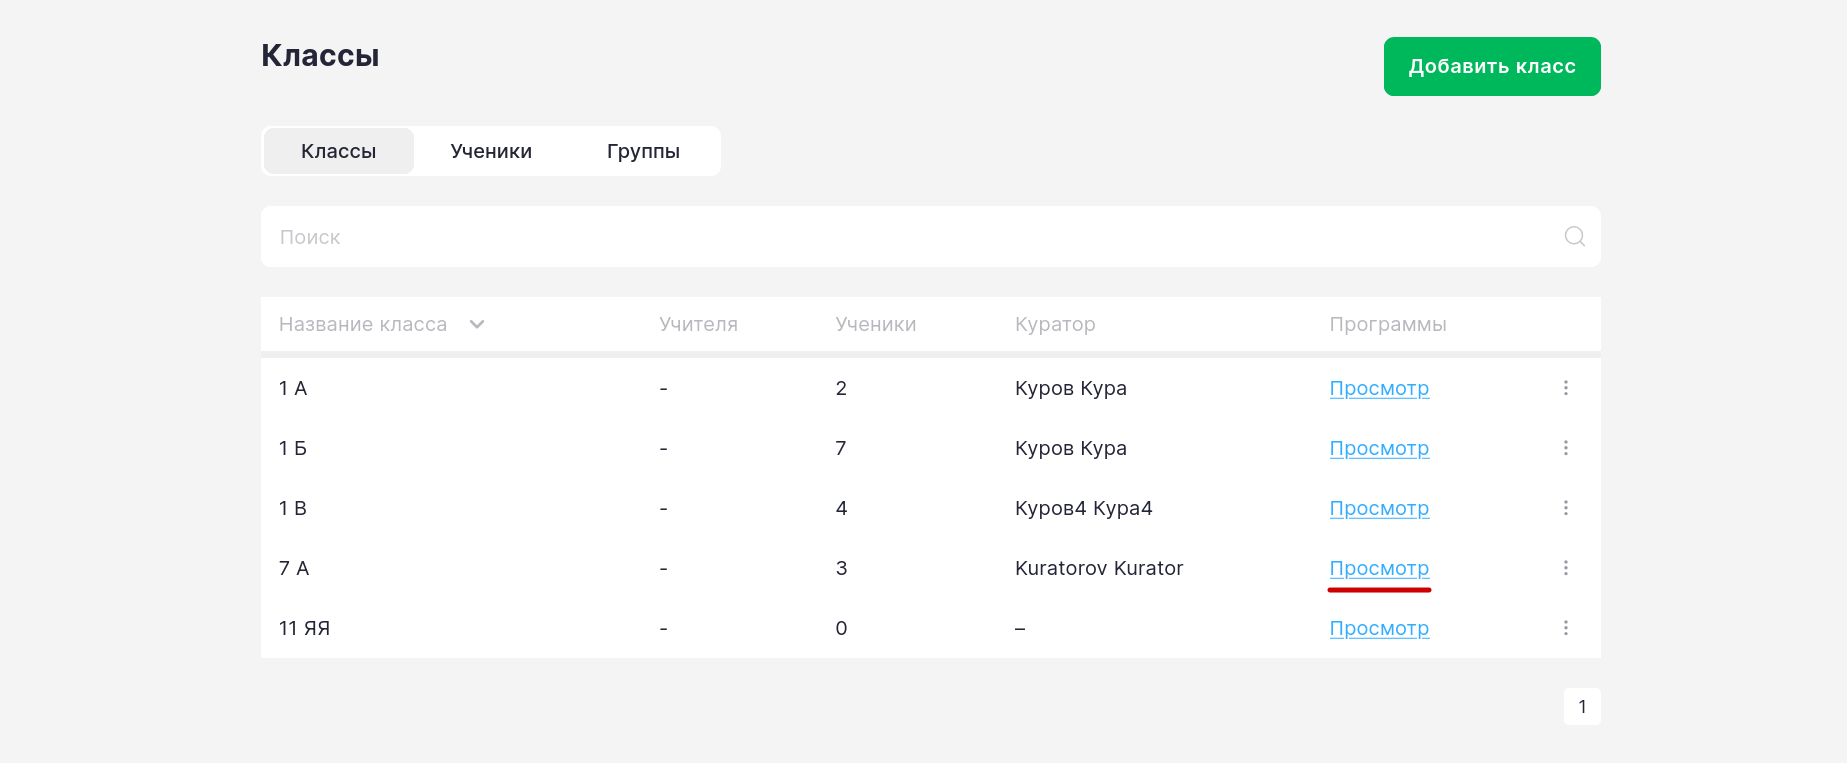 Классы
Добавить класс
Классы Ученики Группы
Поиск
Название класса Учителя Ученики Куратор Программы
1 А - 2 Куров Кура Просмотр
1 Б - 7 Куров Кура Просмотр
1 В - 4 Куров4 Кура4 Просмотр
7 А - 3 Kuratorov Kurator Просмотр
11 ЯЯ - 0 – Просмотр
1